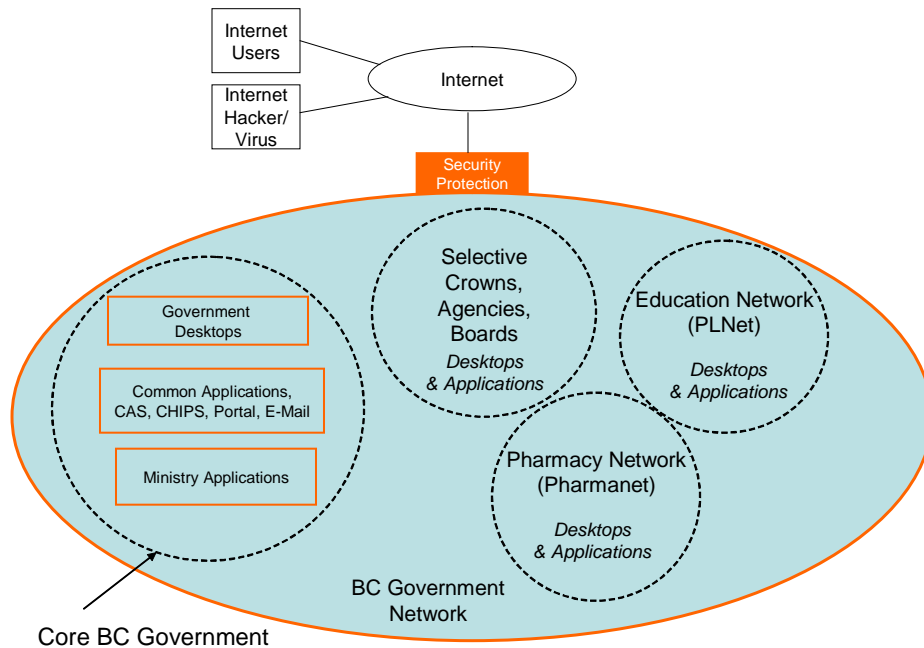 Internet
Users
Internet
Hacker/
Virus
Internet
Security
Protection
Government
Desktops
Common Applications,
CAS, CHIPS, Portal, E-Mail
Ministry Applications
Selective
Crowns,
Agencies,
Boards
Desktops
& Applications
Education Network
(PLNet)
Desktops
& Applications
Pharmacy Network
(Pharmanet)
Desktops
& Applications
BC Government
Network
Core BC Government